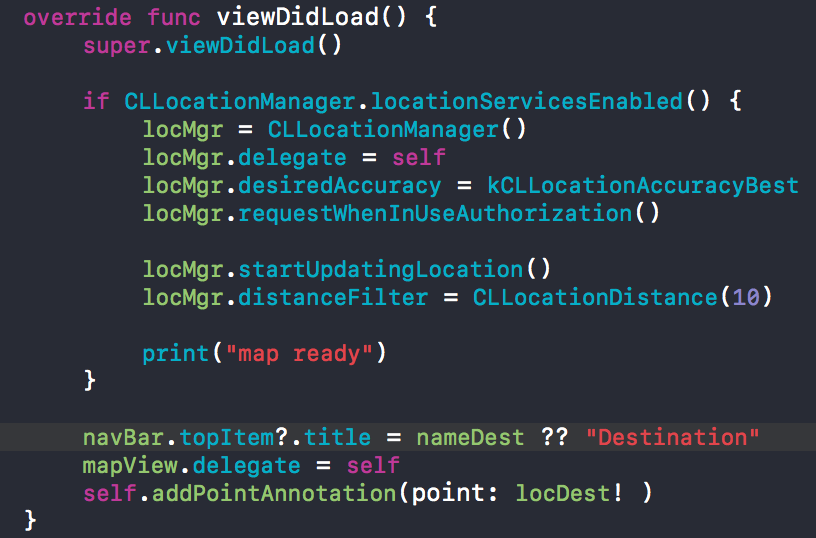 override func viewDidLoad() {
    super.viewDidLoad()

    if CLLocationManager.locationServicesEnabled() {
        locMgr = CLLocationManager()
        locMgr.delegate = self
        locMgr.desiredAccuracy = kCLLocationAccuracyBest
        locMgr.requestWhenInUseAuthorization()

        locMgr.startUpdatingLocation()
        locMgr.distanceFilter = CLLocationDistance(10)

        print("map ready")
    }

    navBar.topItem?.title = nameDest ?? "Destination"
    mapView.delegate = self
    self.addPointAnnotation(point: locDest! )
}